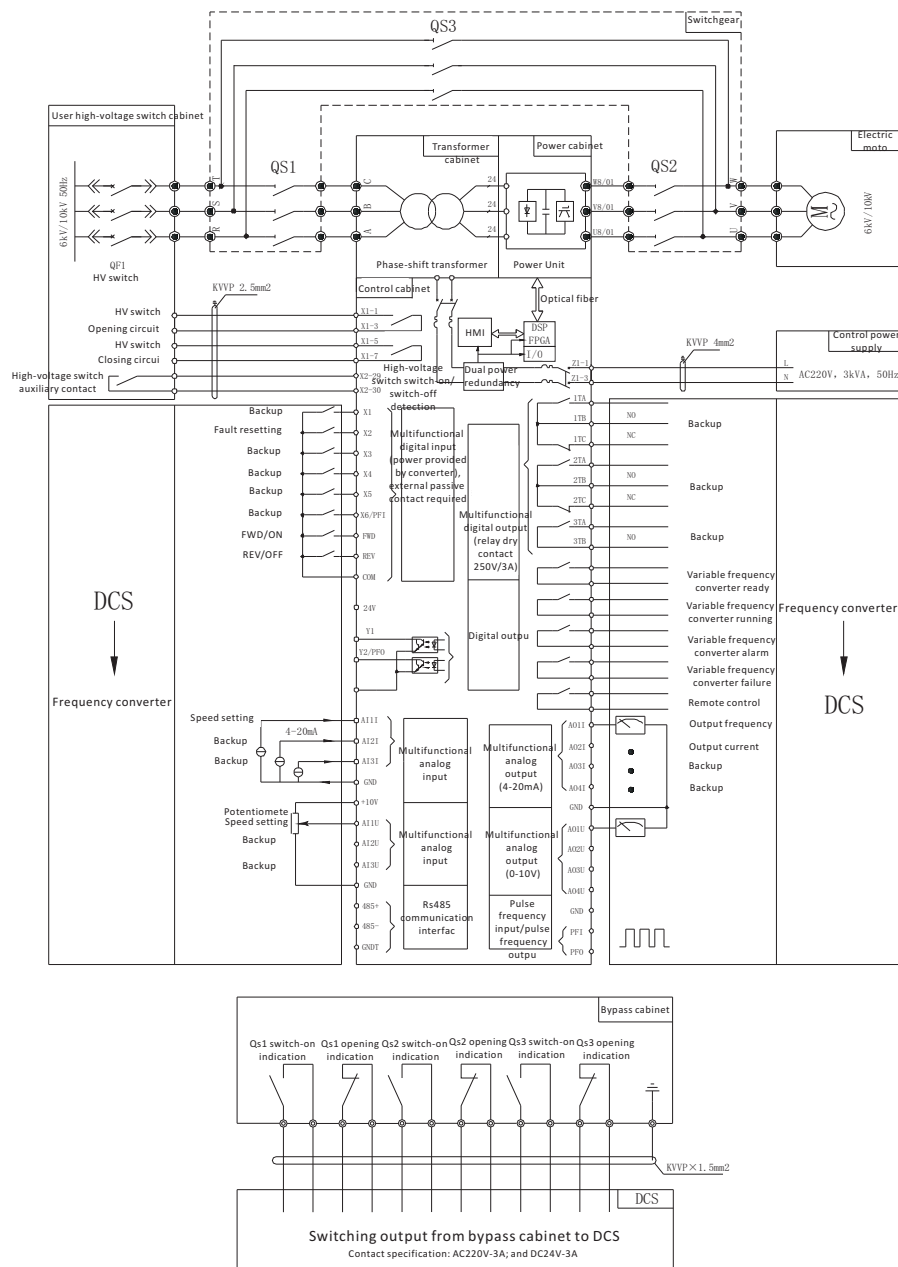 QS3
Switchgear
User high-voltage switch cabinet
Transformer
cabinet
Power cabinet
Electric
moto
QS1
QS2
6kV/10kV 50Hz
T
S
R
C
B
A
24
24
24
W8/01
V8/01
U8/01
W
V
U
M
6kV/10kV
QF1
HV switch
Phase-shift transformer
Power Unit
KVVP 2.5mm2
Control cabinet
Optical fiber
HV switch
X1-1
Opening circuit
X1-3
HV switch
X1-5
Closing circui
X1-7
High-voltage switch
auxiliary contact
X2-29
X2-30
HMI
DSP
FPGA
I/O
Dual power
redundancy
High-voltage
switch switch-on/
switch-off
detection
Z1-1
Z1-3
KVVP 4mm2
Control power
supply
L
N
AC220V, 3kVA, 50Hz
Backup
X1
Fault resetting
X2
Backup
X3
Backup
X4
Backup
X5
Backup
X6/PFI
FWD/ON
FWD
REV/OFF
REV
COM
24V
Y1
Y2/PFO
Multifunctional
digital input
(power provided
by converter),
external passive
contact required
Multifunctional
digital output
(relay dry
contact
250V/3A)
Digital outpu
1TA
1TB
1TC
2TA
2TB
2TC
3TA
3TB
NO
NC
NO
NC
NO
Backup
Backup
Backup
Variable frequency
converter ready
Variable frequency
converter running
Variable frequency
converter alarm
Variable frequency
converter failure
Remote control
DCS
Frequency converter
Frequency converter
DCS
Speed setting
4-20mA
Backup
Backup
AI1I
AI2I
AI3I
GND
Multifunctional
analog
input
Multifunctional
analog
output
(4-20mA)
AO1I
AO2I
AO3I
AO4I
GND
Output frequency
Output current
Backup
Backup
Potentiomete
Speed setting
Backup
Backup
+10V
AI1U
AI2U
AI3U
GND
Multifunctional
analog
input
Multifunctional
analog
output
(0-10V)
AO1U
AO2U
AO3U
AO4U
GND
485+
485-
GNDT
Rs485
communication
interfac
Pulse
frequency
input/pulse
frequency
outpu
PFI
PFO
Bypass cabinet
Qs1 switch-on
indication
Qs1 opening
indication
Qs2 switch-on
indication
Qs2 opening
indication
Qs3 switch-on
indication
Qs3 opening
indication
KVVP×1.5mm2
DCS
Switching output from bypass cabinet to DCS
Contact specification: AC220V-3A; and DC24V-3A